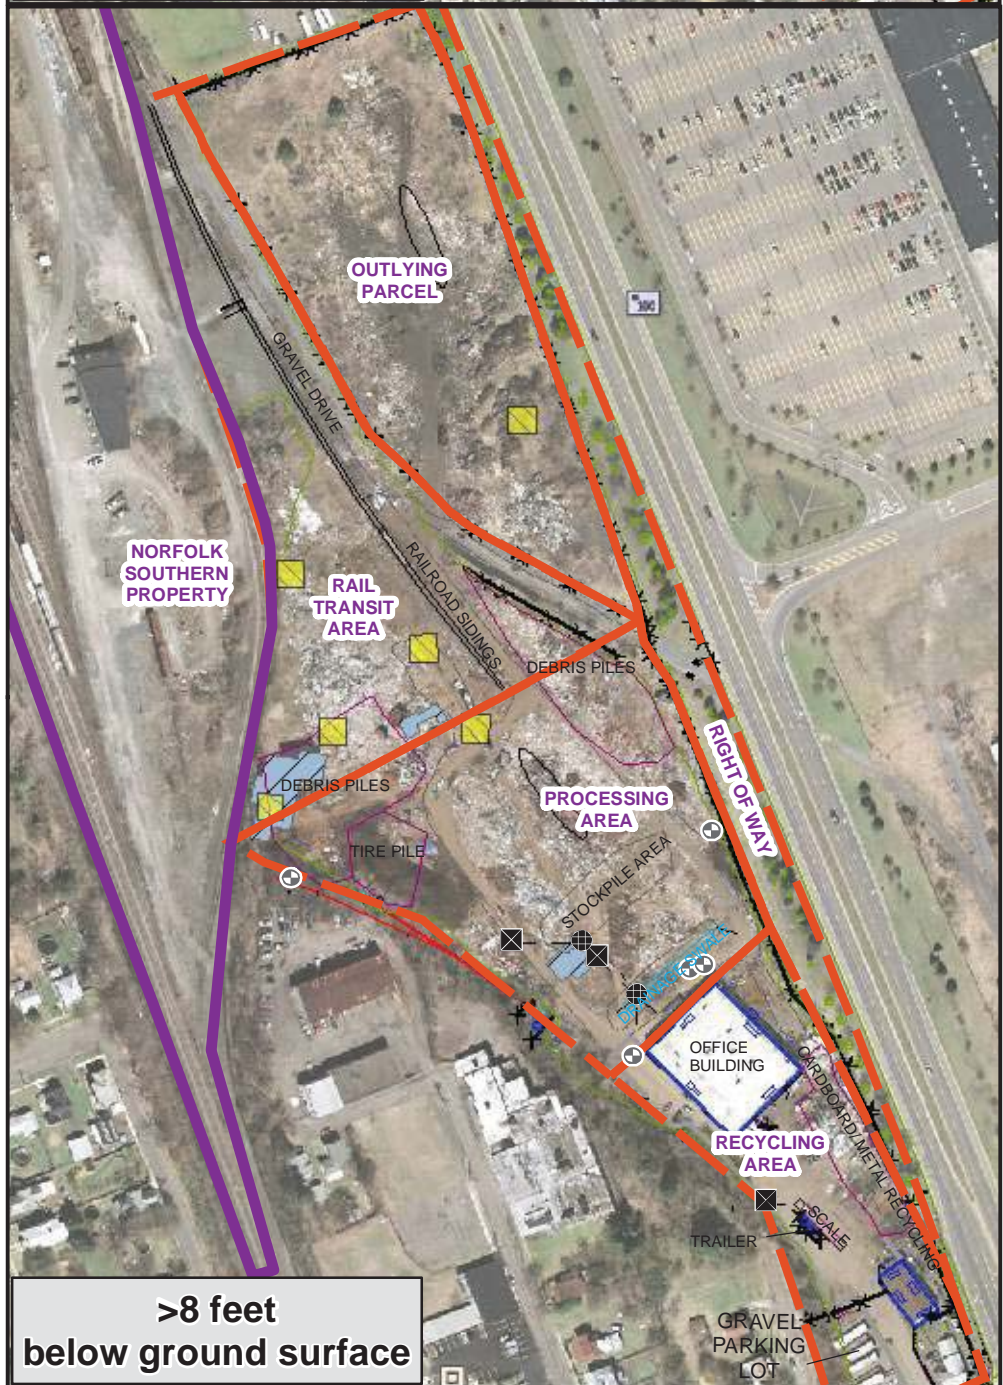 OUTLYING
PARCEL
GRAVEL DRIVE
NORFOLK
SOUTHERN
PROPERTY
RAIL
TRANSIT
AREA
RAILROAD SIDINGS
DEBRIS PILES
RIGHT OF WAY
DEBRIS PILES
PROCESSING
AREA
TIRE PILE
STOCKPILE AREA
DRAINAGE SWALE
OFFICE
BUILDING
CARDBOARD/METAL RECYCLING
RECYCLING
AREA
SCALE
TRAILER
GRAVEL
PARKING
LOT
>8 feet
below ground surface